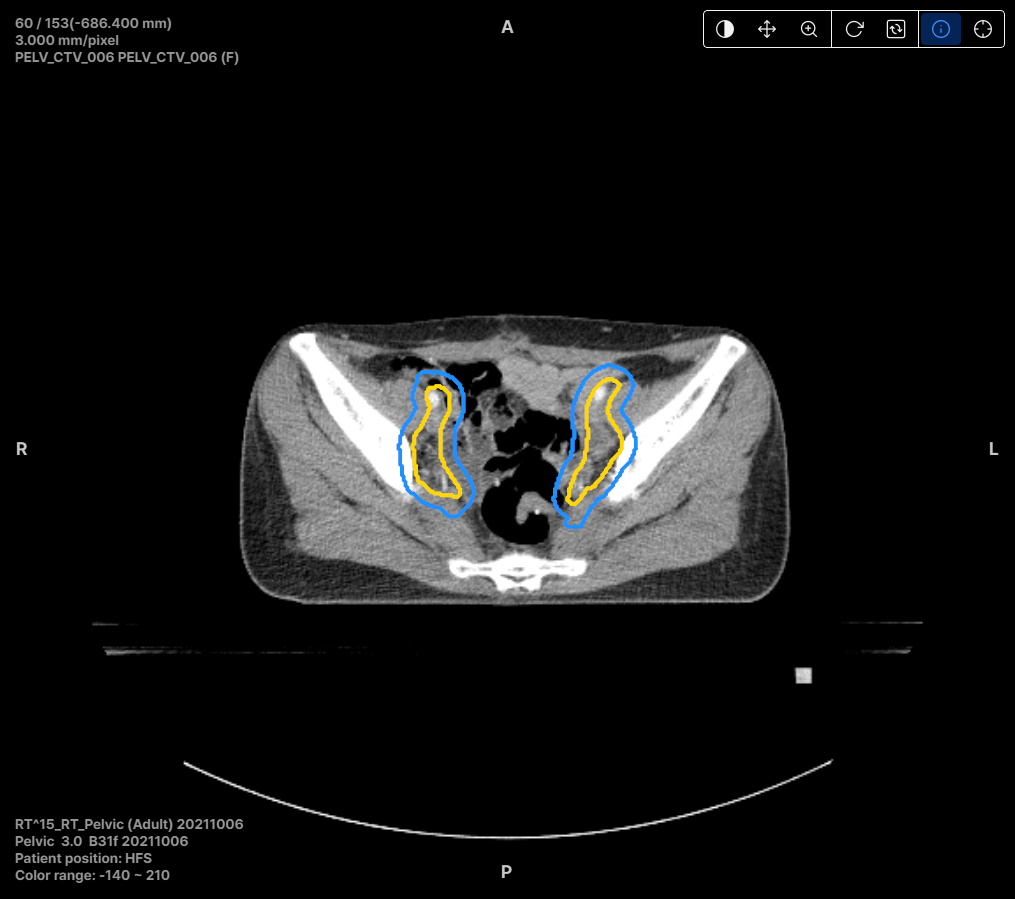 60 / 153(-686.400 mm)
3.000 mm/pixel
PELV_CTV_006 PELV_CTV_006 (F)
A
R
L
RT^15_RT_Pelvic (Adult) 20211006
Pelvic  3.0  B31f 20211006
Patient position: HFS
Color range: -140 ~ 210
P